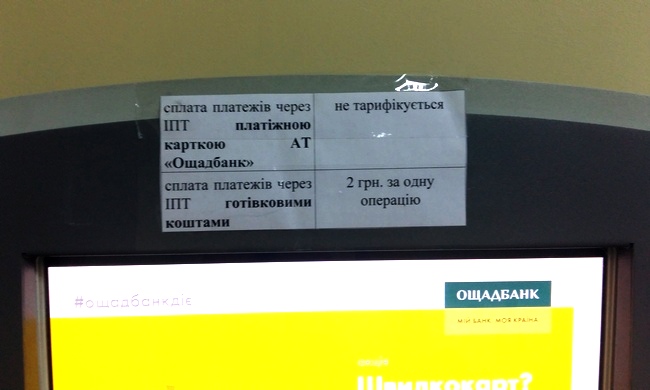 сплата платежів через
ІПТ платіжною
карткою АТ
«Ощадбанк»
не тарифікується
сплата платежів через
ІПТ готівковими
коштами
2 грн. за одну
операцію
#ощадбанкдіє
ОЩАДБАНК
МІЙ БАНК. МОЯ КРАЇНА
Швидкокарт?